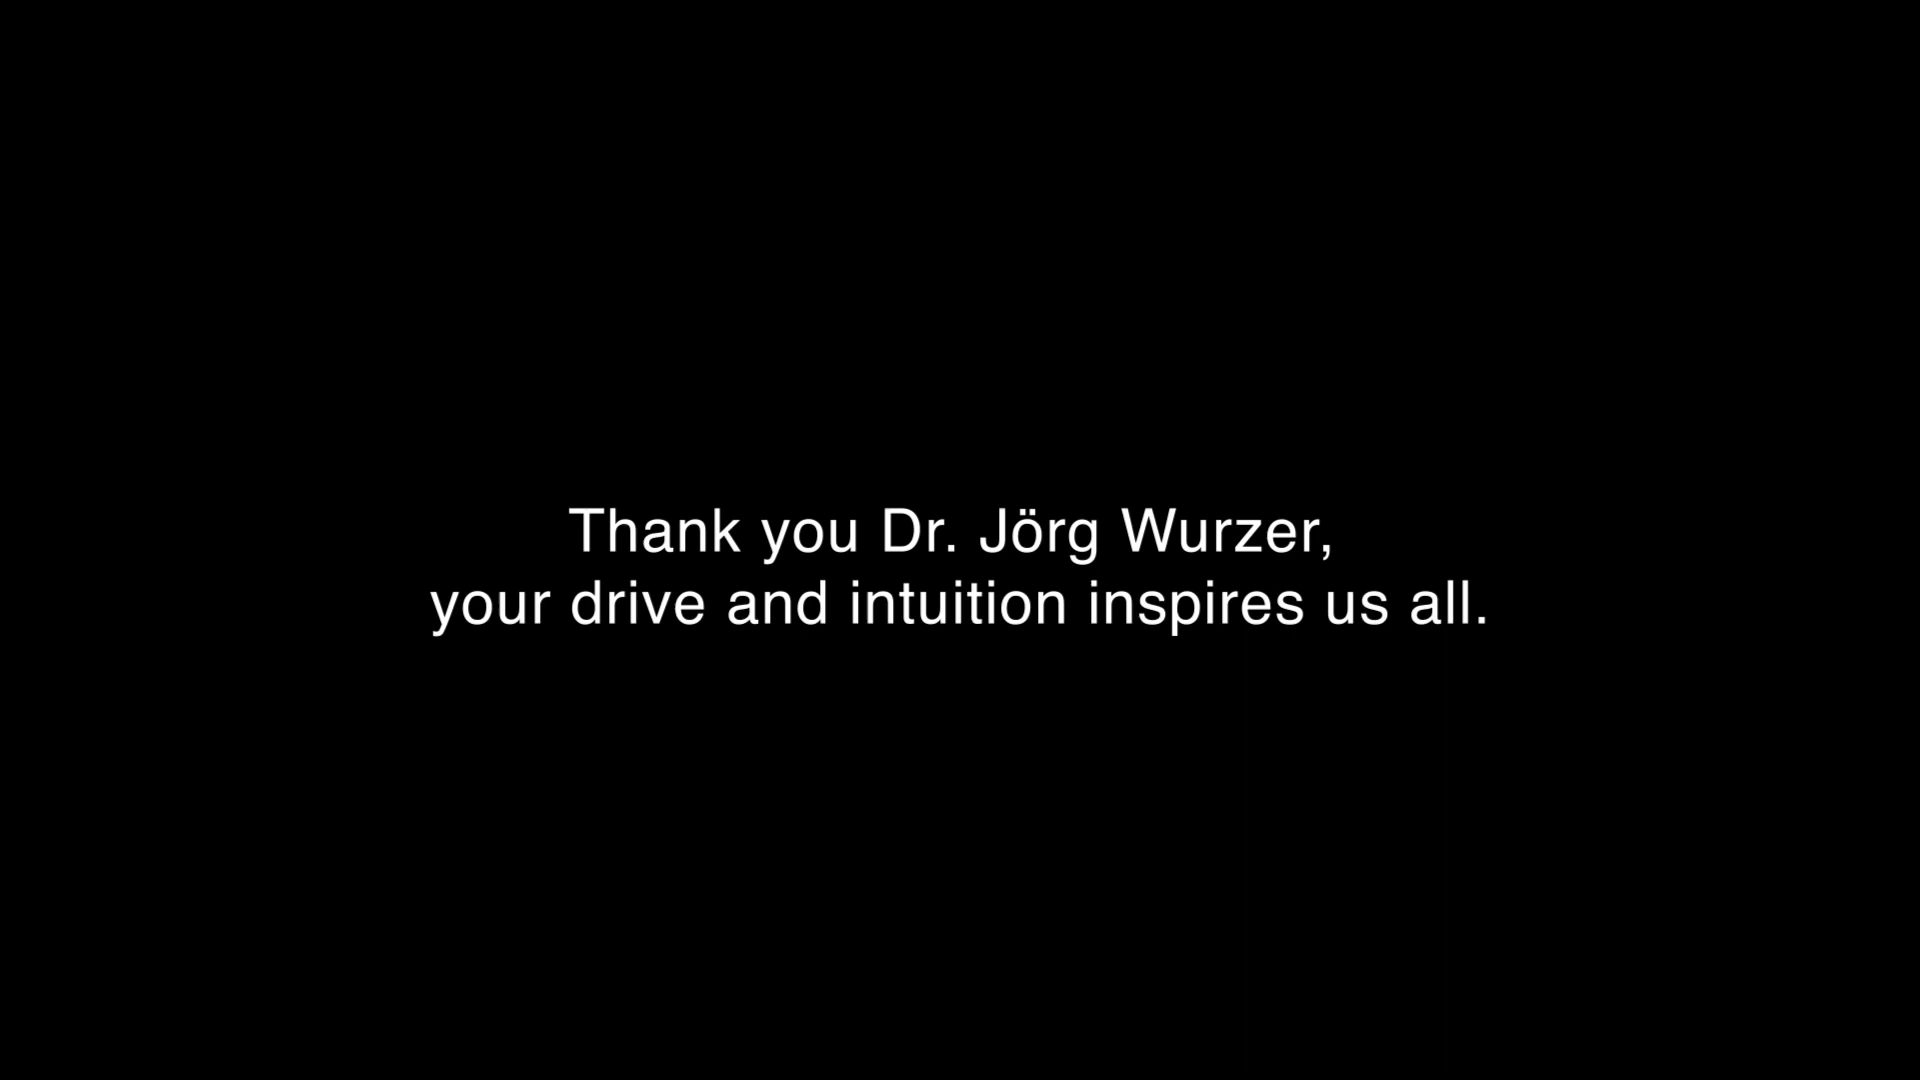 Thank you Dr. Jörg Wurzer,
your drive and intuition inspires us all.